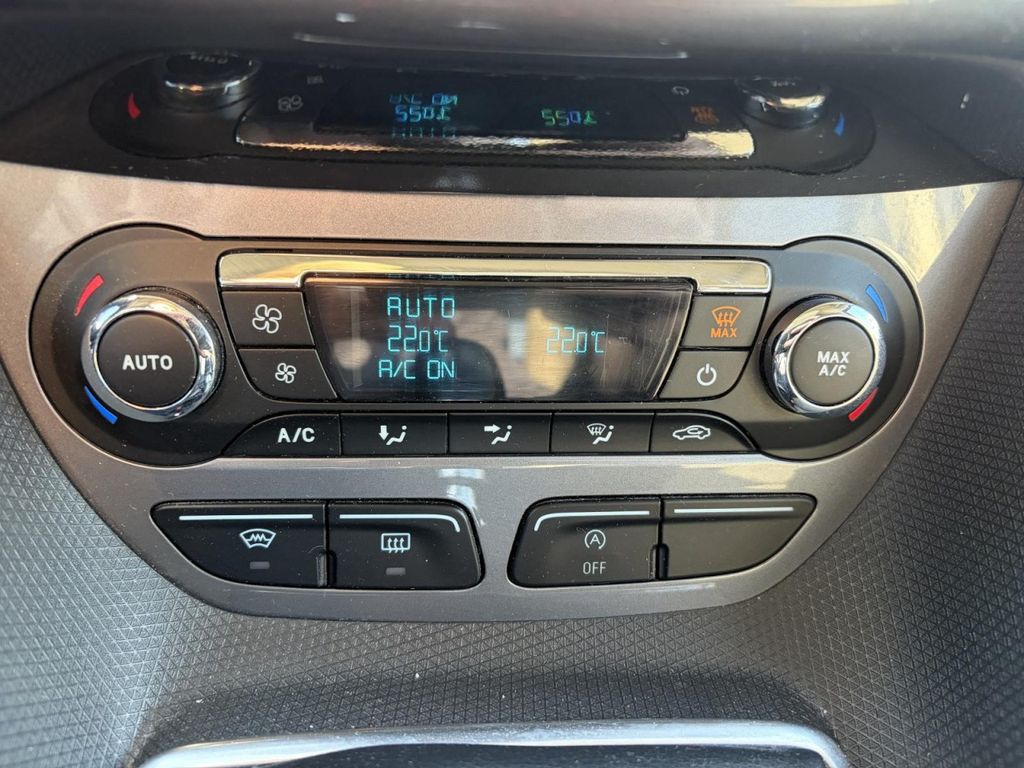 AUTO
22.0°C 22.0°C
A/C ON
AUTO
MAX
MAX
A/C
A/C
OFF